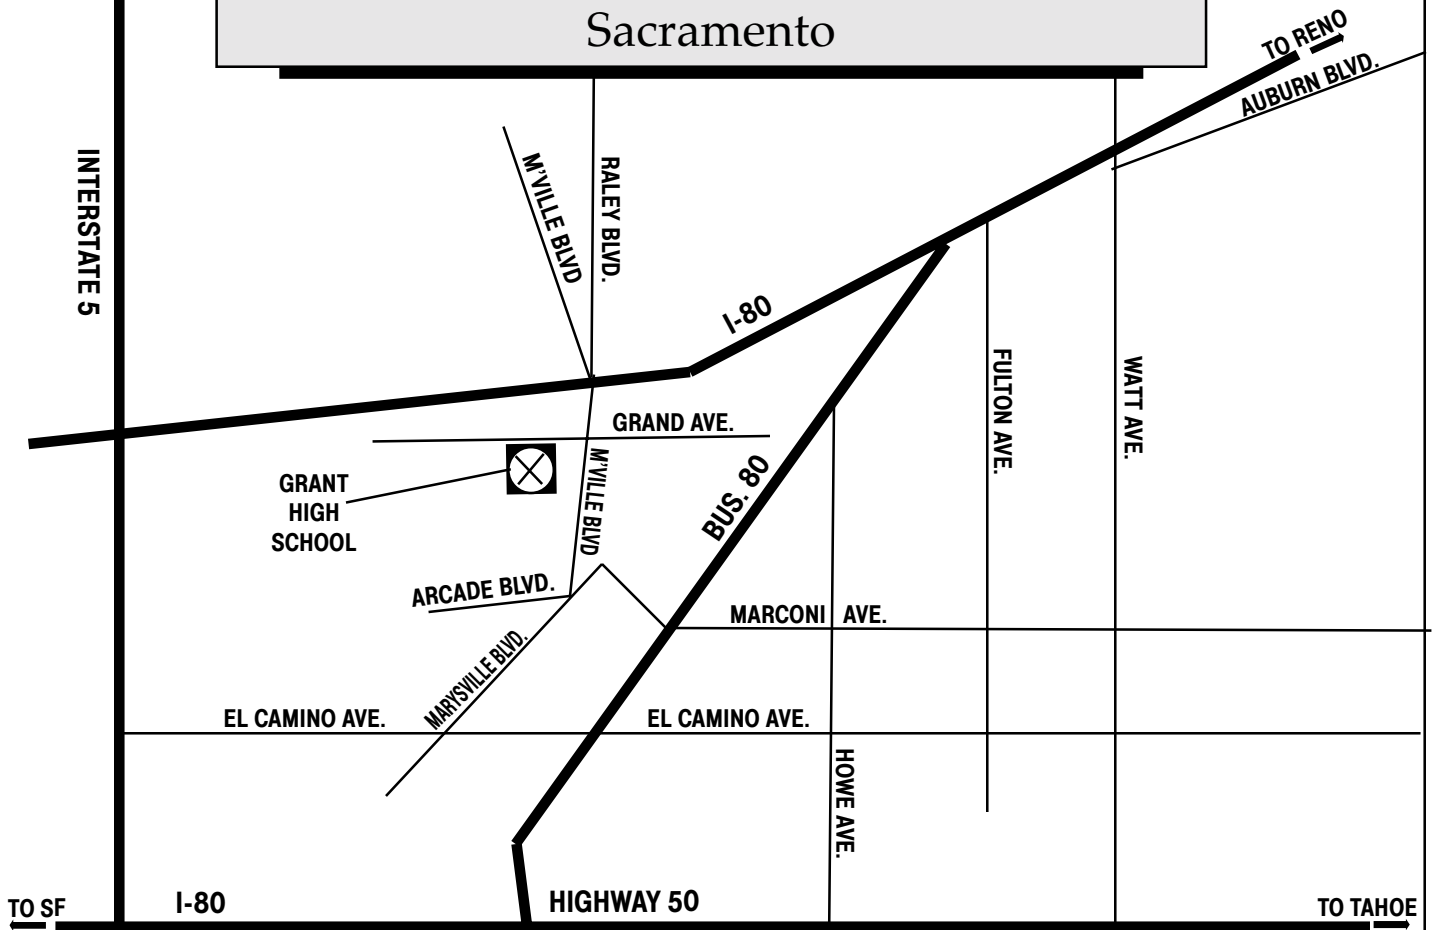 Sacramento
TO RENO
AUBURN BLVD.
INTERSTATE 5
M'VILLE BLVD
RALEY BLVD.
I-80
FULTON AVE.
WATT AVE.
GRAND AVE.
GRANT
HIGH
SCHOOL
M'VILLE BLVD
BUS. 80
ARCADE BLVD.
MARCONI AVE.
MARYSVILLE BLVD.
EL CAMINO AVE.
EL CAMINO AVE.
HOWE AVE.
TO SF
I-80
HIGHWAY 50
TO TAHOE